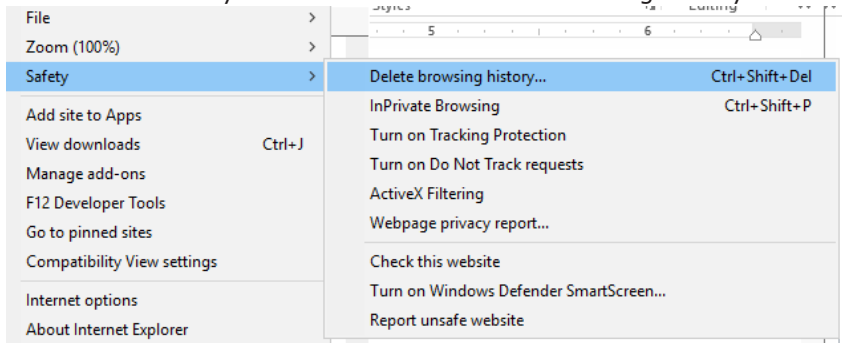 Styles
Editing
5 6
File
Zoom (100%)
Safety
Add site to Apps
View downloads Ctrl+J
Manage add-ons
F12 Developer Tools
Go to pinned sites
Compatibility View settings
Internet options
About Internet Explorer
Delete browsing history... Ctrl+Shift+Del
InPrivate Browsing Ctrl+Shift+P
Turn on Tracking Protection
Turn on Do Not Track requests
ActiveX Filtering
Webpage privacy report...
Check this website
Turn on Windows Defender SmartScreen...
Report unsafe website